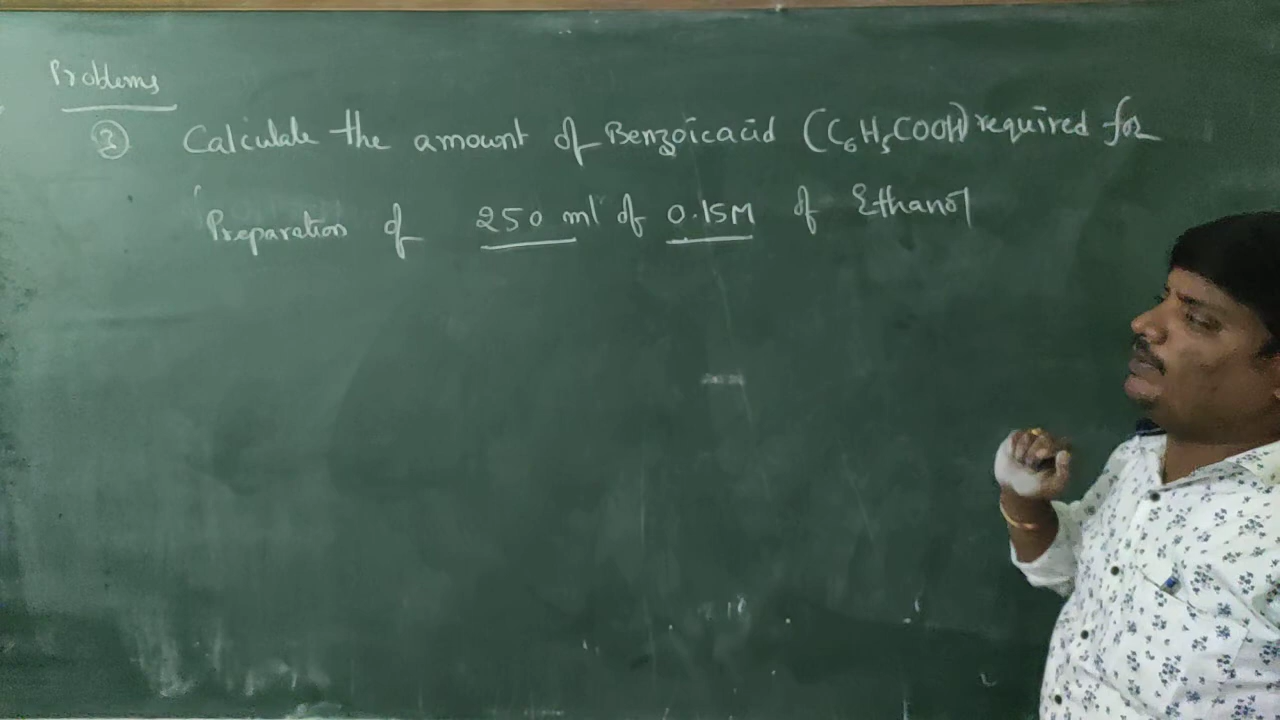 Problems
③ Calculate the amount of Benzoicacid (C₆H₅COOH) required for
Preparation of 250 ml of 0.15M of Ethanol